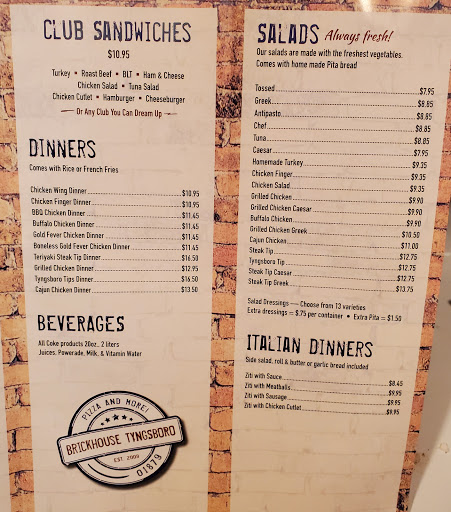 CLUB SANDWICHES
$10.95
Turkey • Roast Beef • BLT • Ham & Cheese
Chicken Salad • Tuna Salad
Chicken Cutlet • Hamburger • Cheeseburger
Or Any Club You Can Dream Up
DINNERS
Comes with Rice or French Fries
Chicken Wing Dinner $10.95
Chicken Finger Dinner $10.95
BBQ Chicken Dinner $11.45
Buffalo Chicken Dinner $11.45
Gold Fever Chicken Dinner $11.45
Boneless Gold Fever Chicken Dinner $11.45
Teriyaki Steak Tip Dinner $16.50
Grilled Chicken Dinner $12.95
Tyngsboro Tips Dinner $16.50
Cajun Chicken Dinner $13.50
BEVERAGES
All Coke products 20oz., 2 liters
Juices, Powerade, Milk, & Vitamin Water
PIZZA AND MORE!
BRICKHOUSE TYNGSBORO
EST. 2009
01879
SALADS Always fresh!
Our salads are made with the freshest vegetables.
Comes with home made Pita bread
Tossed $7.95
Greek $8.85
Antipasto $8.85
Chef $8.85
Tuna $8.85
Caesar $7.95
Homemade Turkey $9.35
Chicken Finger $9.35
Chicken Salad $9.35
Grilled Chicken $9.90
Grilled Chicken Caesar $9.90
Buffalo Chicken $9.90
Grilled Chicken Greek $10.50
Cajun Chicken $11.00
Steak Tip $12.75
Tyngsboro Tip $12.75
Steak Tip Caesar $12.75
Steak Tip Greek $13.75
Salad Dressings — Choose from 13 varieties
Extra dressings = $.75 per container • Extra Pita = $1.50
ITALIAN DINNERS
Side salad, roll & butter or garlic bread included
Ziti with Sauce $8.45
Ziti with Meatballs $9.95
Ziti with Sausage $9.95
Ziti with Chicken Cutlet $9.95